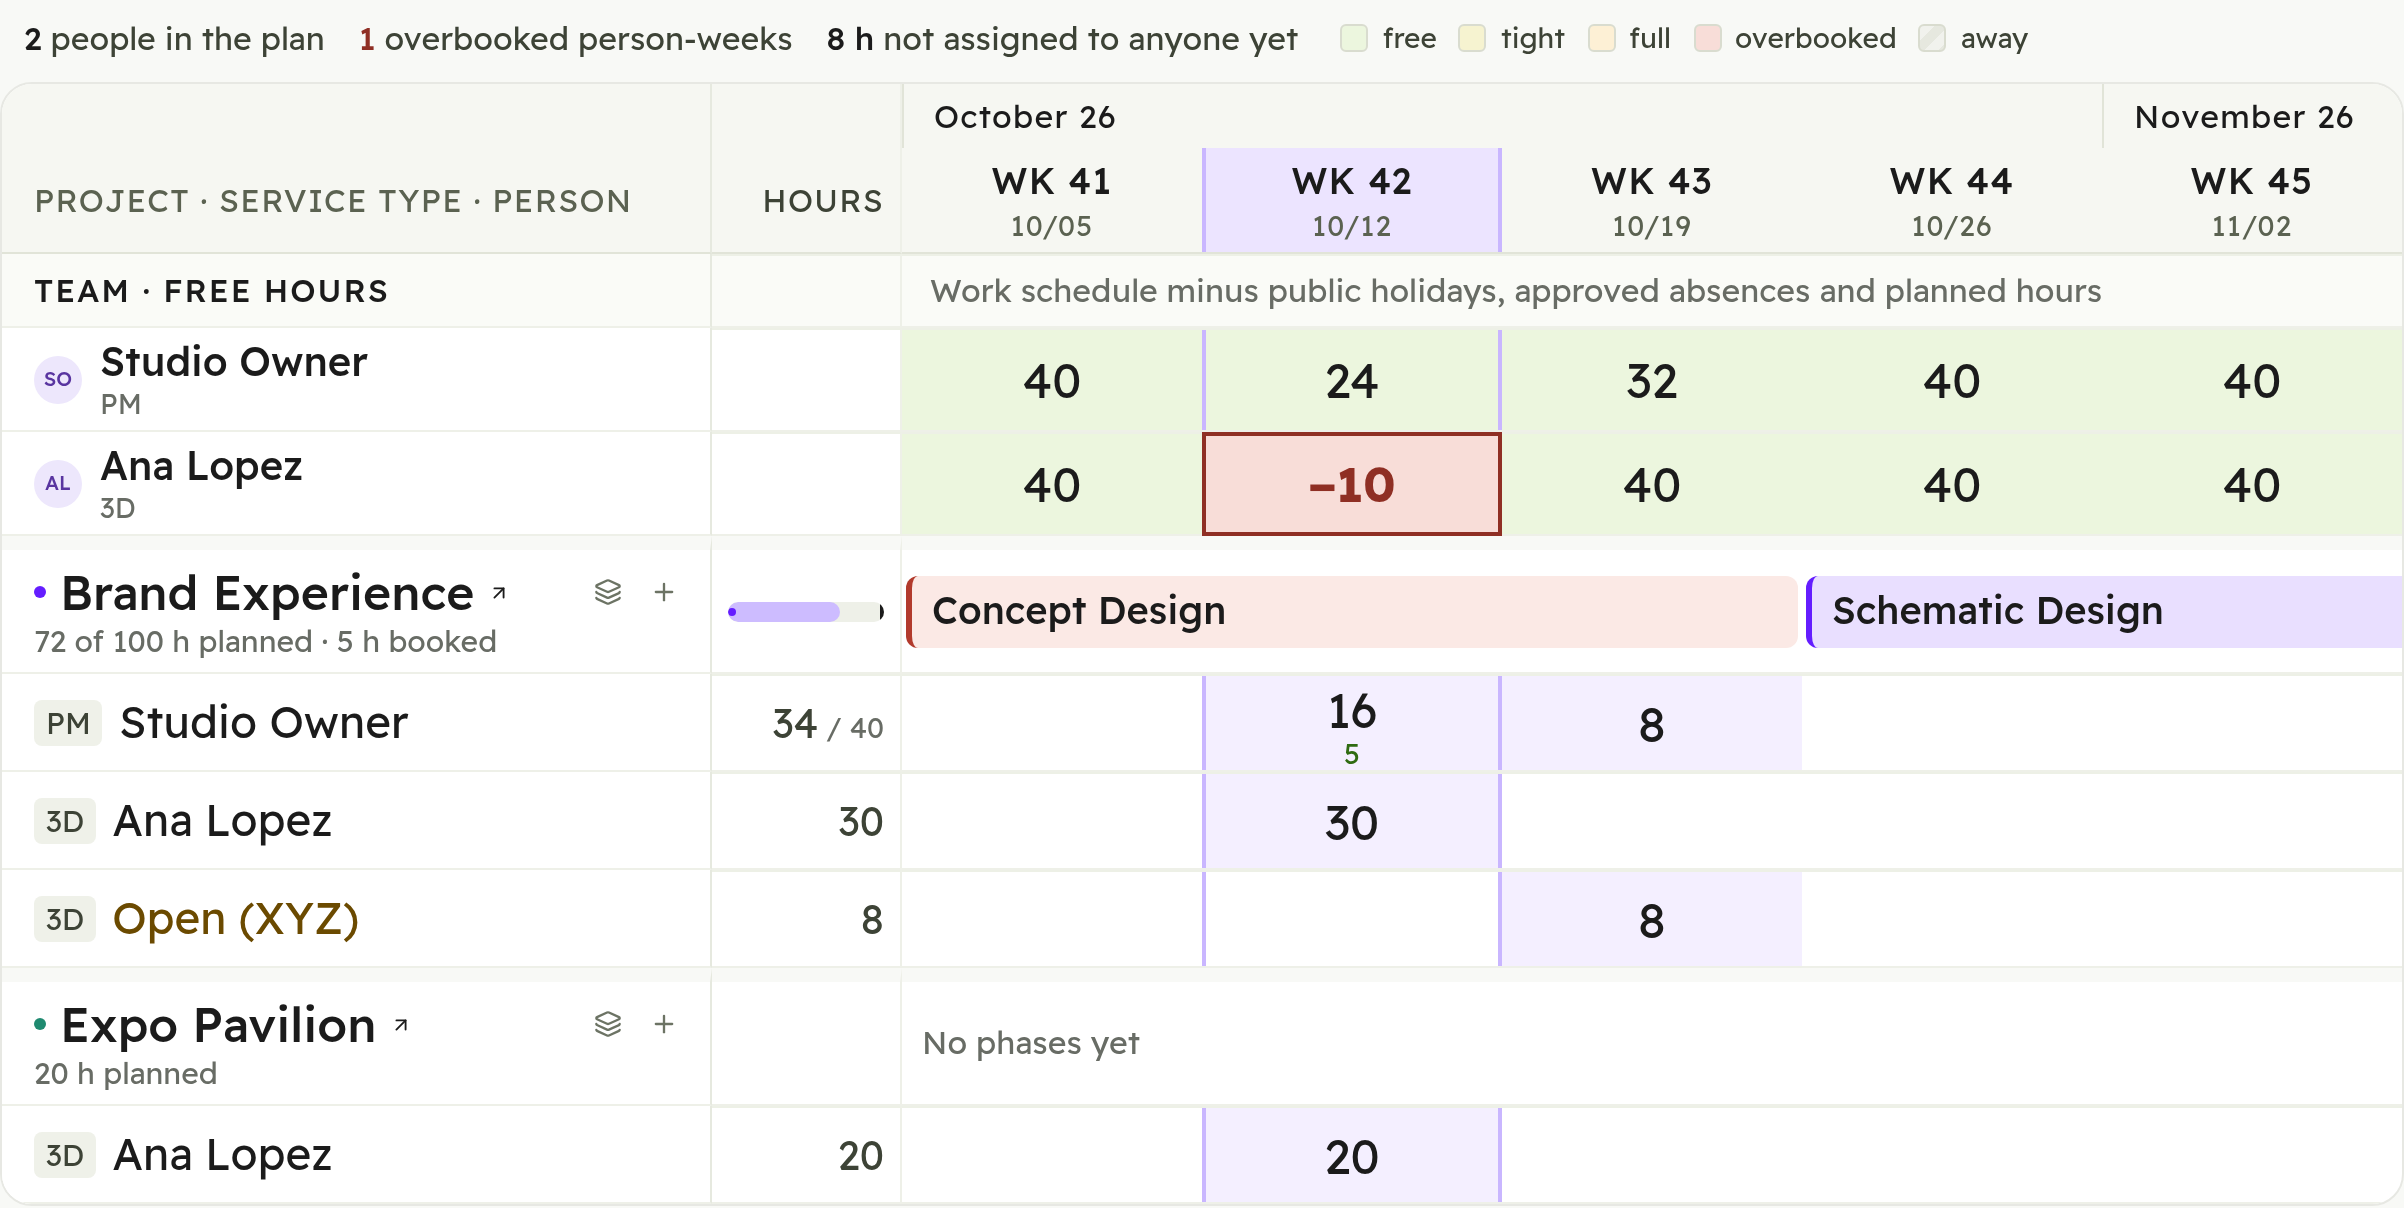 2 people in the plan 1 overbooked person-weeks 8 h not assigned to anyone yet free tight full overbooked away
October 26 November 26
PROJECT · SERVICE TYPE · PERSON HOURS WK 41 WK 42 WK 43 WK 44 WK 45
10/05 10/12 10/19 10/26 11/02
TEAM · FREE HOURS Work schedule minus public holidays, approved absences and planned hours
SO Studio Owner 40 24 32 40 40
PM
AL Ana Lopez 40 –10 40 40 40
3D
Brand Experience ↗ Concept Design Schematic Design
72 of 100 h planned · 5 h booked
PM Studio Owner 34 / 40 16 8
5
3D Ana Lopez 30 30
3D Open (XYZ) 8 8
Expo Pavilion ↗ No phases yet
20 h planned
3D Ana Lopez 20 20